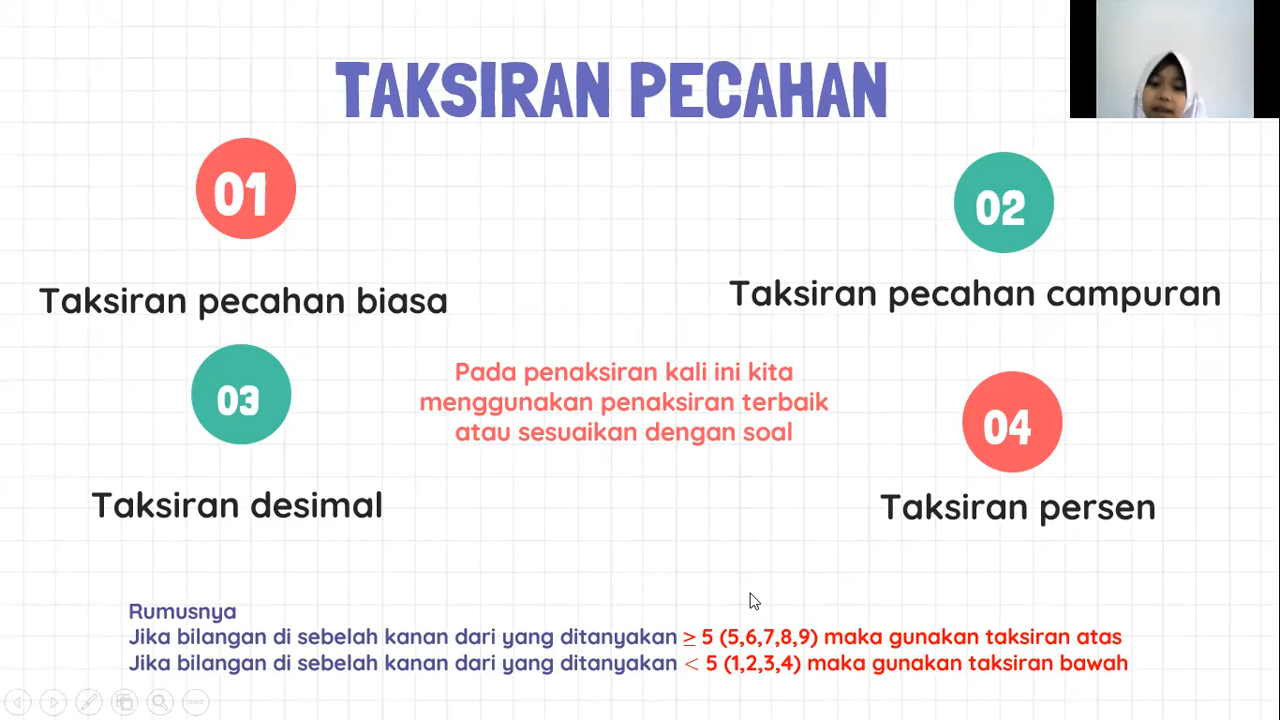 TAKSIRAN PECAHAN
01
Taksiran pecahan biasa
02
Taksiran pecahan campuran
03
Taksiran desimal
Pada penaksiran kali ini kita
menggunakan penaksiran terbaik
atau sesuaikan dengan soal
04
Taksiran persen
Rumusnya
Jika bilangan di sebelah kanan dari yang ditanyakan ≥ 5 (5,6,7,8,9) maka gunakan taksiran atas
Jika bilangan di sebelah kanan dari yang ditanyakan < 5 (1,2,3,4) maka gunakan taksiran bawah